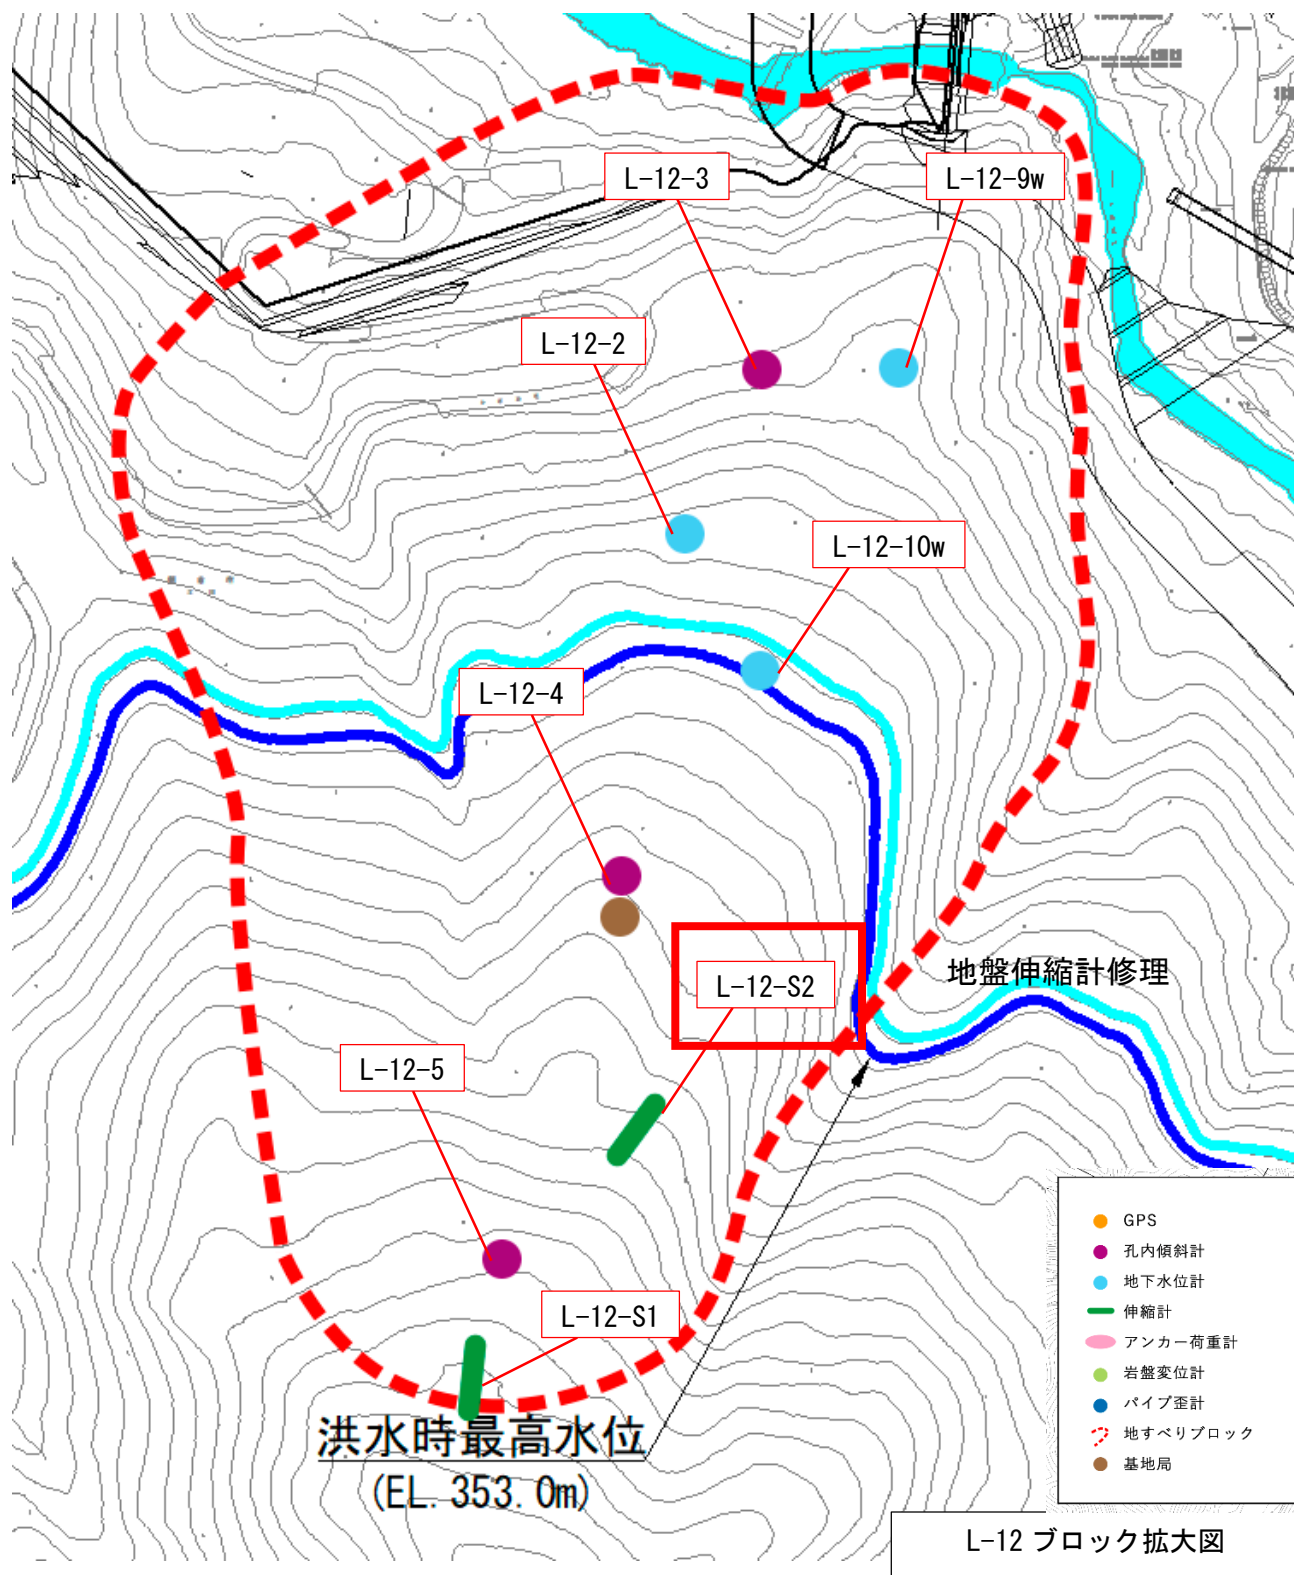 L-12-3
L-12-9w
L-12-2
L-12-10w
L-12-4
地盤伸縮計修理
L-12-S2
L-12-5
L-12-S1
洪水時最高水位
(EL. 353. 0m)
GPS
孔内傾斜計
地下水位計
伸縮計
アンカー荷重計
岩盤変位計
パイプ歪計
地すべりブロック
基地局
L-12 ブロック拡大図